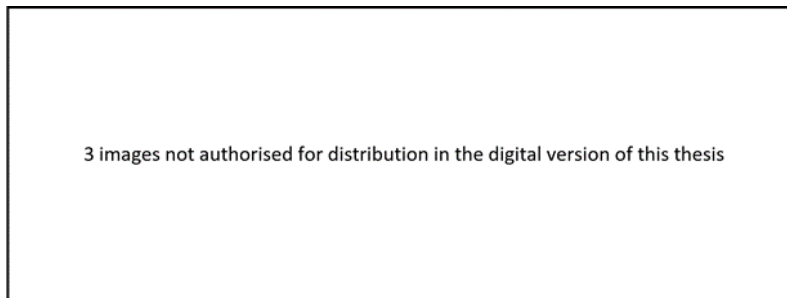 3 images not authorised for distribution in the digital version of this thesis